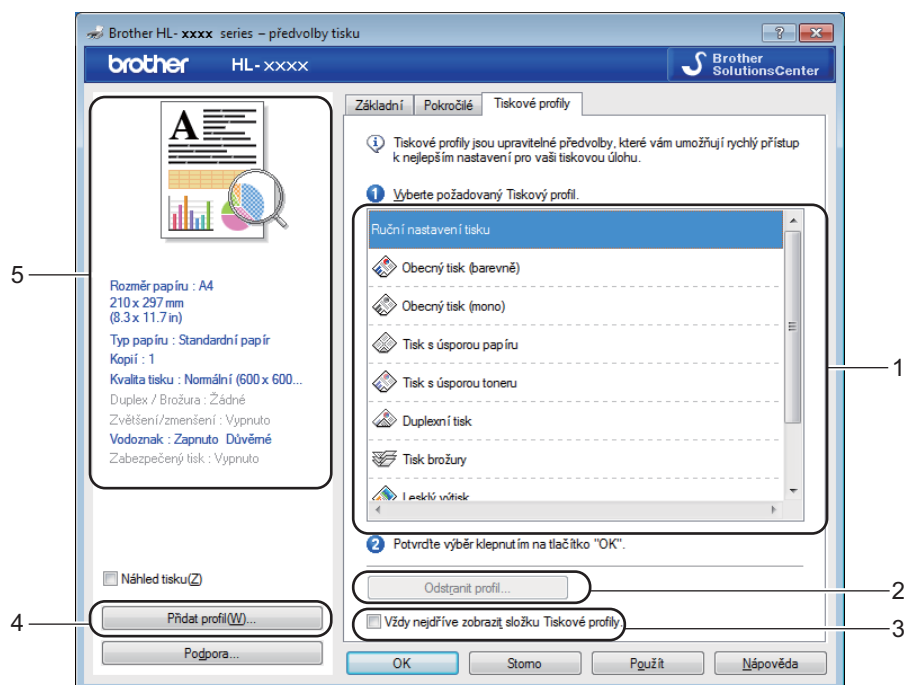 Brother HL- xxxx series – předvolby tisku
brother HL-xxxx
Brother
SolutionsCenter
Základní Pokročilé Tiskové profily
Tiskové profily jsou upravitelné předvolby, které vám umožňují rychlý přístup
k nejlepším nastavení pro vaši tiskovou úlohu.
1 Vyberte požadovaný Tiskový profil.
Ruční nastavení tisku
Obecný tisk (barevně)
Obecný tisk (mono)
Tisk s úsporou papíru
Tisk s úsporou toneru
Duplexní tisk
Tisk brožury
Lesklý výtisk
2 Potvrďte výběr klepnutím na tlačítko "OK".
Odstranit profil...
Vždy nejdříve zobrazit složku Tiskové profily.
OK Storno Použít Nápověda
A
Rozměr papíru : A4
210 x 297 mm
(8.3 x 11.7 in)
Typ papíru : Standardní papír
Kopií : 1
Kvalita tisku : Normální (600 x 600...
Duplex / Brožura : Žádné
Zvětšení/zmenšení : Vypnuto
Vodoznak : Zapnuto Důvěrné
Zabezpečený tisk : Vypnuto
Náhled tisku(Z)
Přidat profil(W)...
Podpora...
1
2
3
4
5